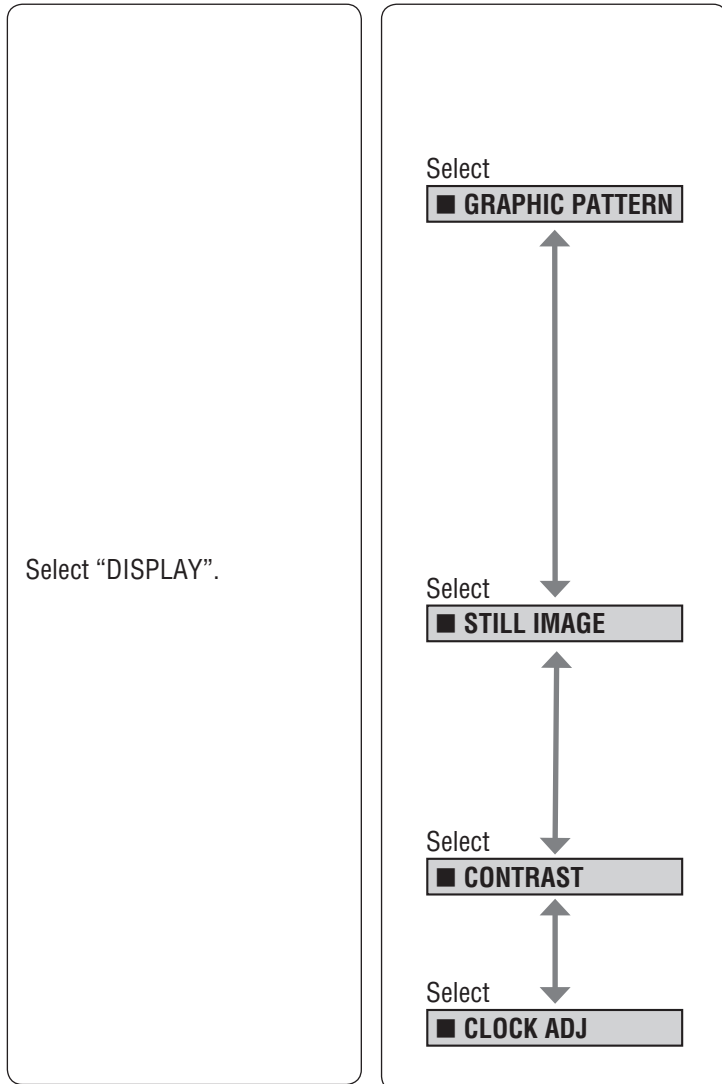 Select “DISPLAY”.
Select
■ GRAPHIC PATTERN
Select
■ STILL IMAGE
Select
■ CONTRAST
Select
■ CLOCK ADJ